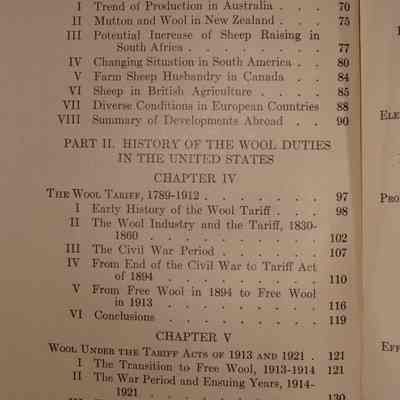 I Trend of Production in Australia . . . 70
II Mutton and Wool in New Zealand . . . 75
III Potential Increase of Sheep Raising in
South Africa . . . . . . . . . 77
IV Changing Situation in South America . . 80
V Farm Sheep Husbandry in Canada . . . 84
VI Sheep in British Agriculture . . . . . 85
VII Diverse Conditions in European Countries 88
VIII Summary of Developments Abroad . . . 90
PART II. HISTORY OF THE WOOL DUTIES
IN THE UNITED STATES
CHAPTER IV
THE WOOL TARIFF, 1789-1912 . . . . . . 97
I Early History of the Wool Tariff . . . 98
II The Wool Industry and the Tariff, 1830-
1860 . . . . . . . . . . . 102
III The Civil War Period . . . . . . . 107
IV From End of the Civil War to Tariff Act
of 1894 . . . . . . . . . . 110
V From Free Wool in 1894 to Free Wool
in 1913 . . . . . . . . . . 116
VI Conclusions . . . . . . . . . . 119
CHAPTER V
WOOL UNDER THE TARIFF ACTS OF 1913 AND 1921 . 121
I The Transition to Free Wool, 1913-1914 121
II The War Period and Ensuing Years, 1914-
1921 . . . . . . . . . . . 130